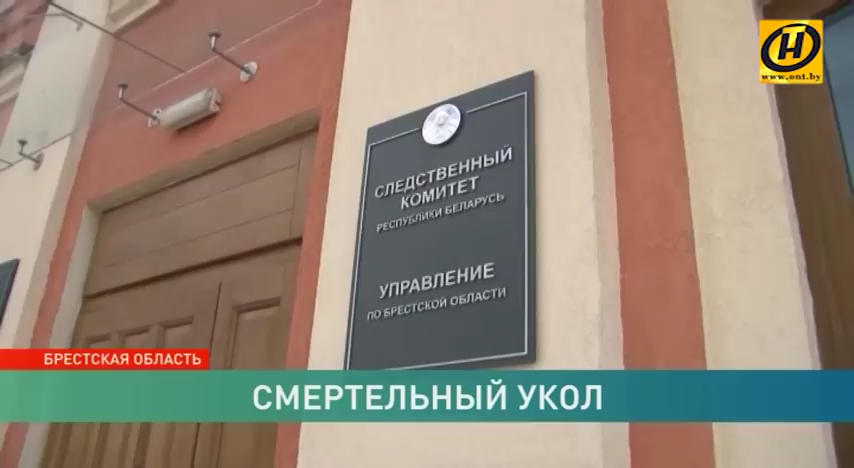 Н
www.ont.by
СЛЕДСТВЕННЫЙ
КОМИТЕТ
РЕСПУБЛИКИ БЕЛАРУСЬ
УПРАВЛЕНИЕ
ПО БРЕСТСКОЙ ОБЛАСТИ
БРЕСТСКАЯ ОБЛАСТЬ
СМЕРТЕЛЬНЫЙ УКОЛ